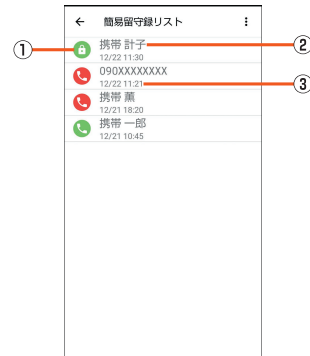 簡易留守録リスト
① 携帯 計子 ②
12/22 11:30
090XXXXXXXX
12/22 11:21 ③
携帯 薫
12/21 18:20
携帯 一郎
12/21 10:45